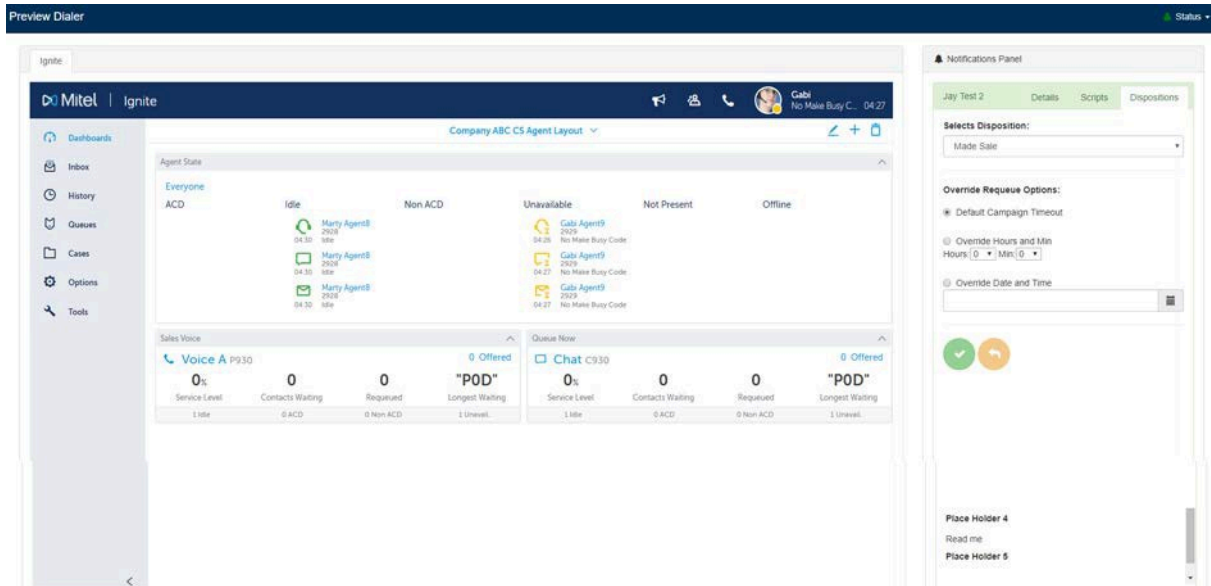 Preview Dialer
Status
Ignite
Mitel | Ignite
Gabi
No Make Busy C... 04:27
Company ABC CS Agent Layout
Dashboards
Inbox
History
Queues
Cases
Options
Tools
Agent State
Everyone
ACD Idle Non ACD Unavailable Not Present Offline
Marty Agent8
2928
04:30 Idle
Gabi Agent9
2929
04:26 No Make Busy Code
Marty Agent8
2928
04:30 Idle
Gabi Agent9
2929
04:27 No Make Busy Code
Marty Agent8
2928
04:30 Idle
Gabi Agent9
2929
04:27 No Make Busy Code
Sales Voice
Voice A P930 0 Offered
0% 0 0 "P0D"
Service Level Contacts Waiting Requeued Longest Waiting
1 Idle 0 ACD 0 Non ACD 1 Unavail.
Queue Now
Chat C930 0 Offered
0% 0 0 "P0D"
Service Level Contacts Waiting Requeued Longest Waiting
1 Idle 0 ACD 0 Non ACD 1 Unavail.
Notifications Panel
Jay Test 2 Details Scripts Dispositions
Selects Disposition:
Made Sale
Override Requeue Options:
Default Campaign Timeout
Override Hours and Min
Hours: 0 Min: 0
Override Date and Time
Place Holder 4
Read me
Place Holder 5